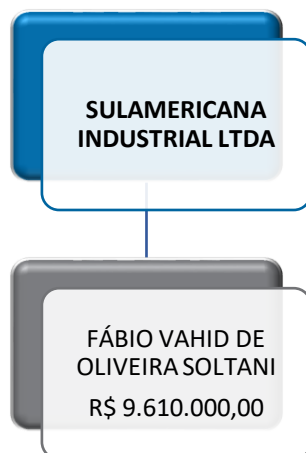 SULAMERICANA
INDUSTRIAL LTDA
FÁBIO VAHID DE
OLIVEIRA SOLTANI
R$ 9.610.000,00